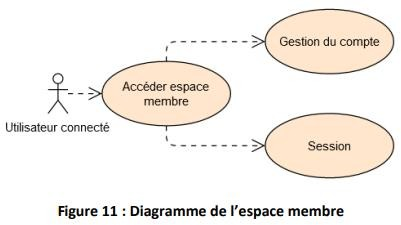 Gestion du compte
Accéder espace
membre
Utilisateur connecté
Session
Figure 11 : Diagramme de l’espace membre